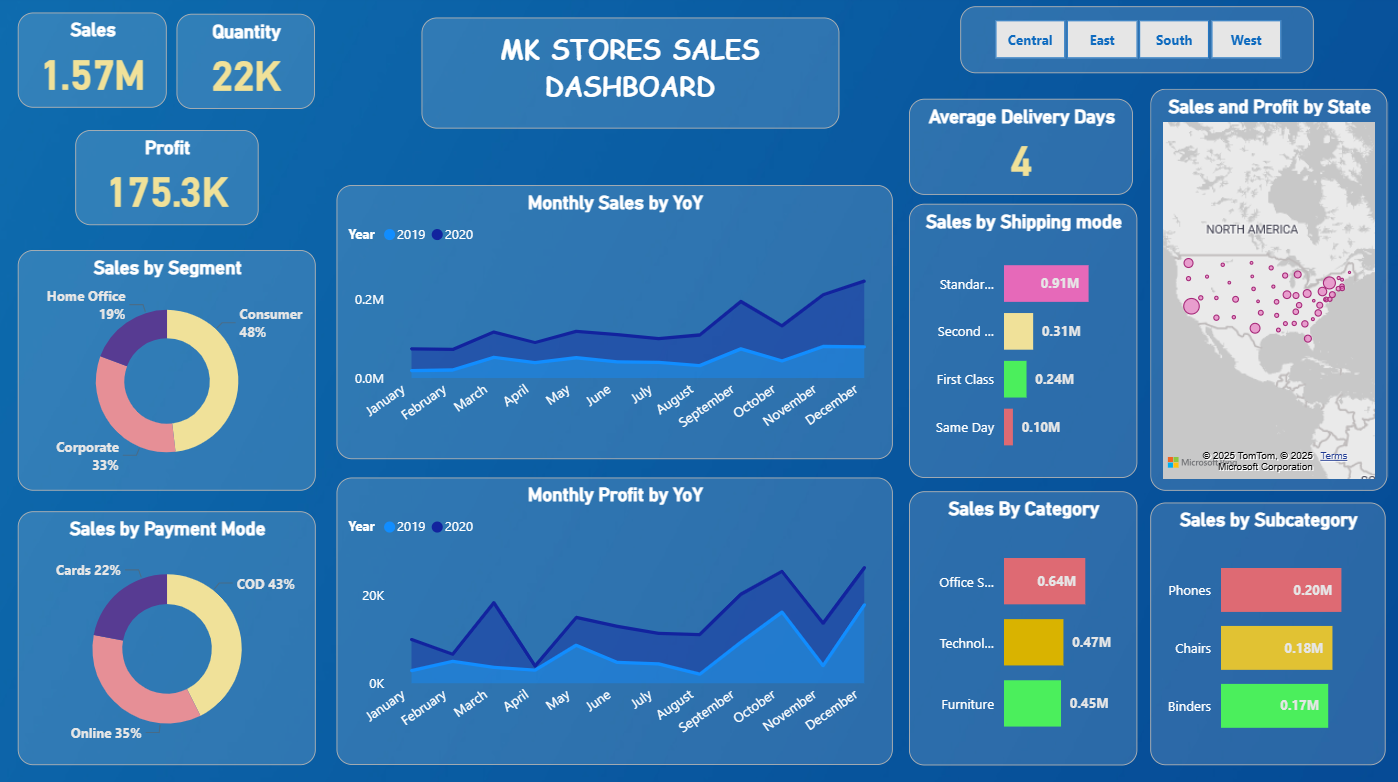 Sales
1.57M
Quantity
22K
Profit
175.3K
MK STORES SALES
DASHBOARD
Central
East
South
West
Average Delivery Days
4
Sales and Profit by State
NORTH AMERICA
© 2025 TomTom, © 2025 Terms
Microsoft Corporation
Sales by Segment
Home Office
19%
Consumer
48%
Corporate
33%
Monthly Sales by YoY
Year 2019 2020
0.2M
0.0M
January February March April May June July August September October November December
Sales by Shipping mode
Standar... 0.91M
Second ... 0.31M
First Class 0.24M
Same Day 0.10M
Sales by Payment Mode
Cards 22%
COD 43%
Online 35%
Monthly Profit by YoY
Year 2019 2020
20K
0K
January February March April May June July August September October November December
Sales By Category
Office S... 0.64M
Technol... 0.47M
Furniture 0.45M
Sales by Subcategory
Phones 0.20M
Chairs 0.18M
Binders 0.17M